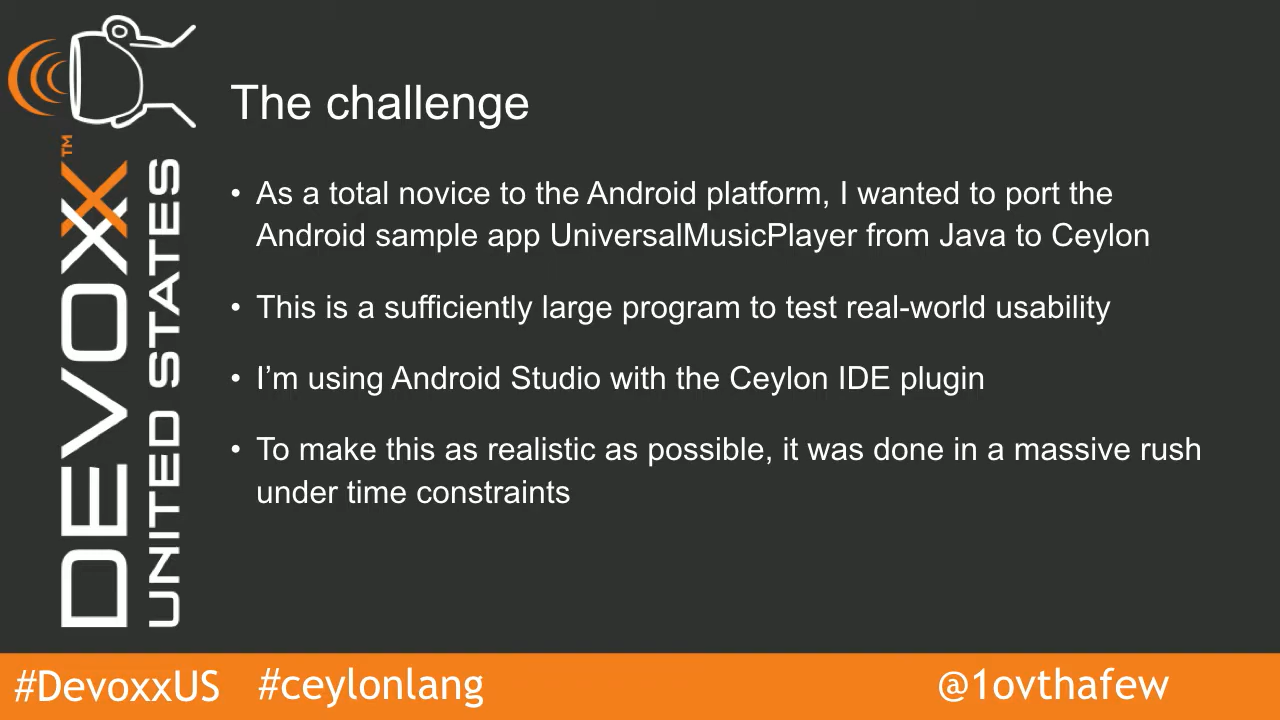 The challenge
• As a total novice to the Android platform, I wanted to port the
Android sample app UniversalMusicPlayer from Java to Ceylon
• This is a sufficiently large program to test real-world usability
• I’m using Android Studio with the Ceylon IDE plugin
• To make this as realistic as possible, it was done in a massive rush
under time constraints
DEVOXX™
UNITED STATES
#DevoxxUS #ceylonlang @1ovthafew